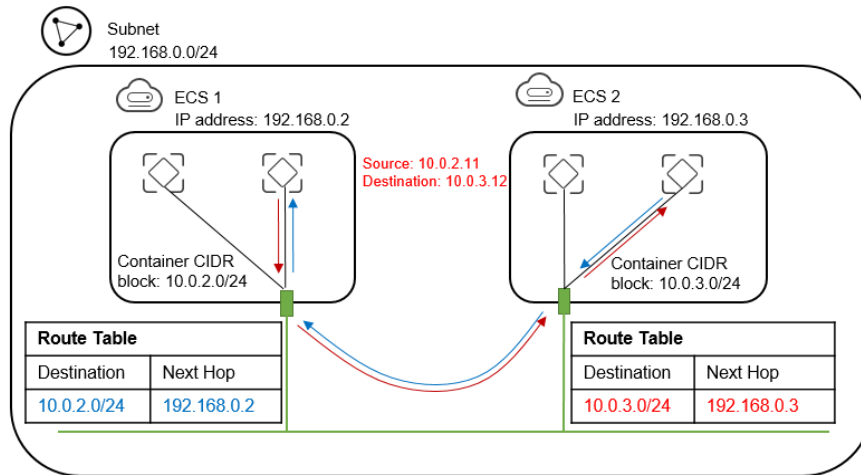 Subnet
192.168.0.0/24
ECS 1
IP address: 192.168.0.2
ECS 2
IP address: 192.168.0.3
Source: 10.0.2.11
Destination: 10.0.3.12
Container CIDR
block: 10.0.2.0/24
Container CIDR
block: 10.0.3.0/24
Route Table
Destination Next Hop
10.0.2.0/24 192.168.0.2
Route Table
Destination Next Hop
10.0.3.0/24 192.168.0.3